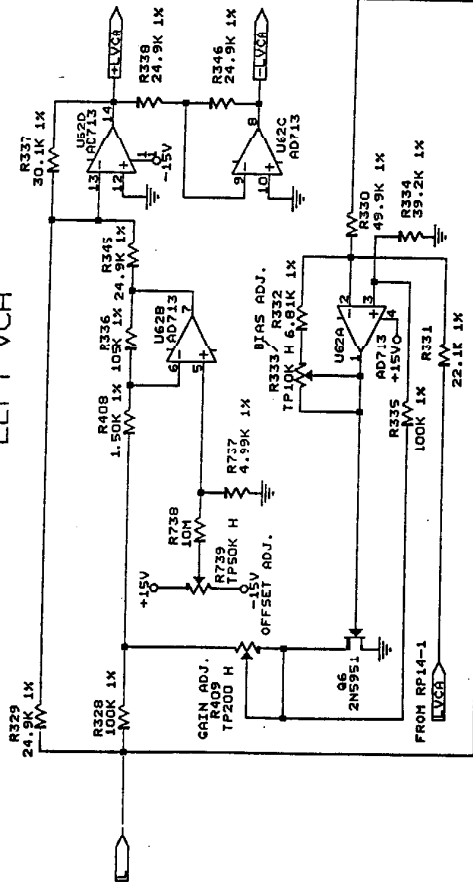 LEFT VCA
R329
24.9K 1%
R337
30.1K 1%
L
R328
100K 1%
R408
1.50K 1%
R336
105K 1%
R345
24.9K 1%
13
12
14
U62D
AD713
-15V
+LVCA
R338
24.9K 1%
R346
24.9K 1%
-LVCA
9
10
8
U62C
AD713
6
5
7
U62B
AD713
R738
10M
R737
4.99K 1%
+15V
R739
TP50K H
-15V
OFFSET ADJ.
GAIN ADJ.
R409
TP200 H
Q6
2N5951
BIAS ADJ.
R333
TP10K H
R332
6.81K 1%
U62A
1
2
3
4
AD713
+15V
R330
49.9K 1%
R334
39.2K 1%
R335
100K 1%
R331
22.1K 1%
FROM RP14-1
LVCA